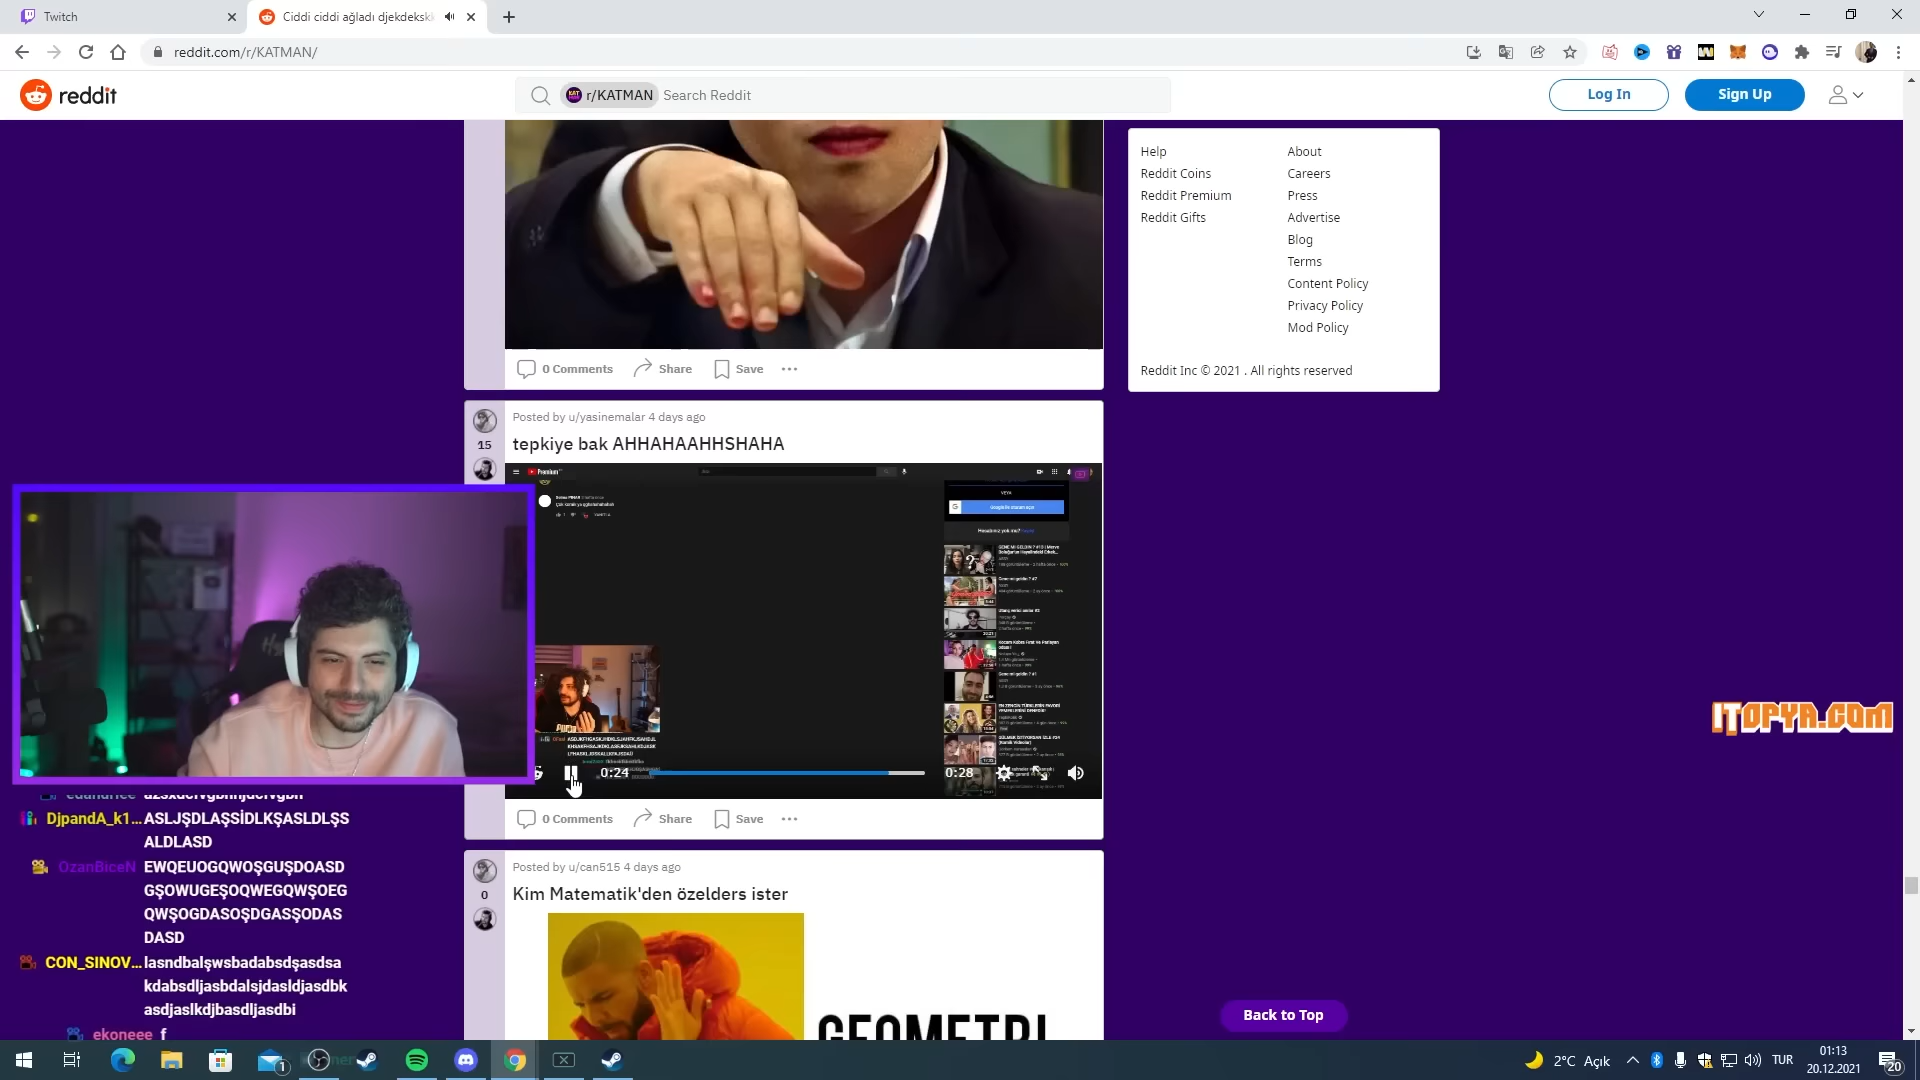 Twitch
Ciddi ciddi ağladı djekdekskk
reddit.com/r/KATMAN/
reddit
r/KATMAN
Search Reddit
Log In
Sign Up
Help
About
Reddit Coins
Careers
Reddit Premium
Press
Reddit Gifts
Advertise
Blog
Terms
Content Policy
Privacy Policy
Mod Policy
Reddit Inc © 2021 . All rights reserved
0 Comments
Share
Save
Posted by u/yasinemalar 4 days ago
15
tepkiye bak AHHAHAAHHSHAHA
Premium
VEYA
0:24
0:28
0 Comments
Share
Save
DjpandA_k1...
ASLJŞDLAŞSİDLKŞASLDLŞS
ALDLASD
OzanBiceN
EWQEUOGQWOŞGUŞDOASD
GŞOWUGEŞOQWEGQWŞOEG
QWŞOGDASOŞDGASŞODAS
DASD
CON_SINOV...
lasndbalşwsbadabsdşasdsa
kdabsdljasbdalsjdasldjasdbk
asdjaslkdjbasdljasdbi
ekoneee f
Posted by u/can515 4 days ago
0
Kim Matematik'den özelders ister
GEOMETRI
Back to Top
ITOPYA.COM
1
2°C Açık
TUR
01:13
20.12.2021
20